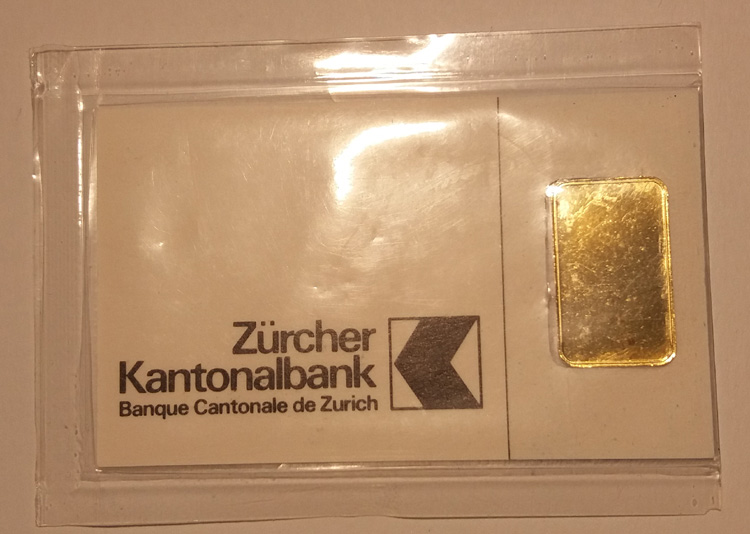 Zürcher
Kantonalbank
Banque Cantonale de Zurich